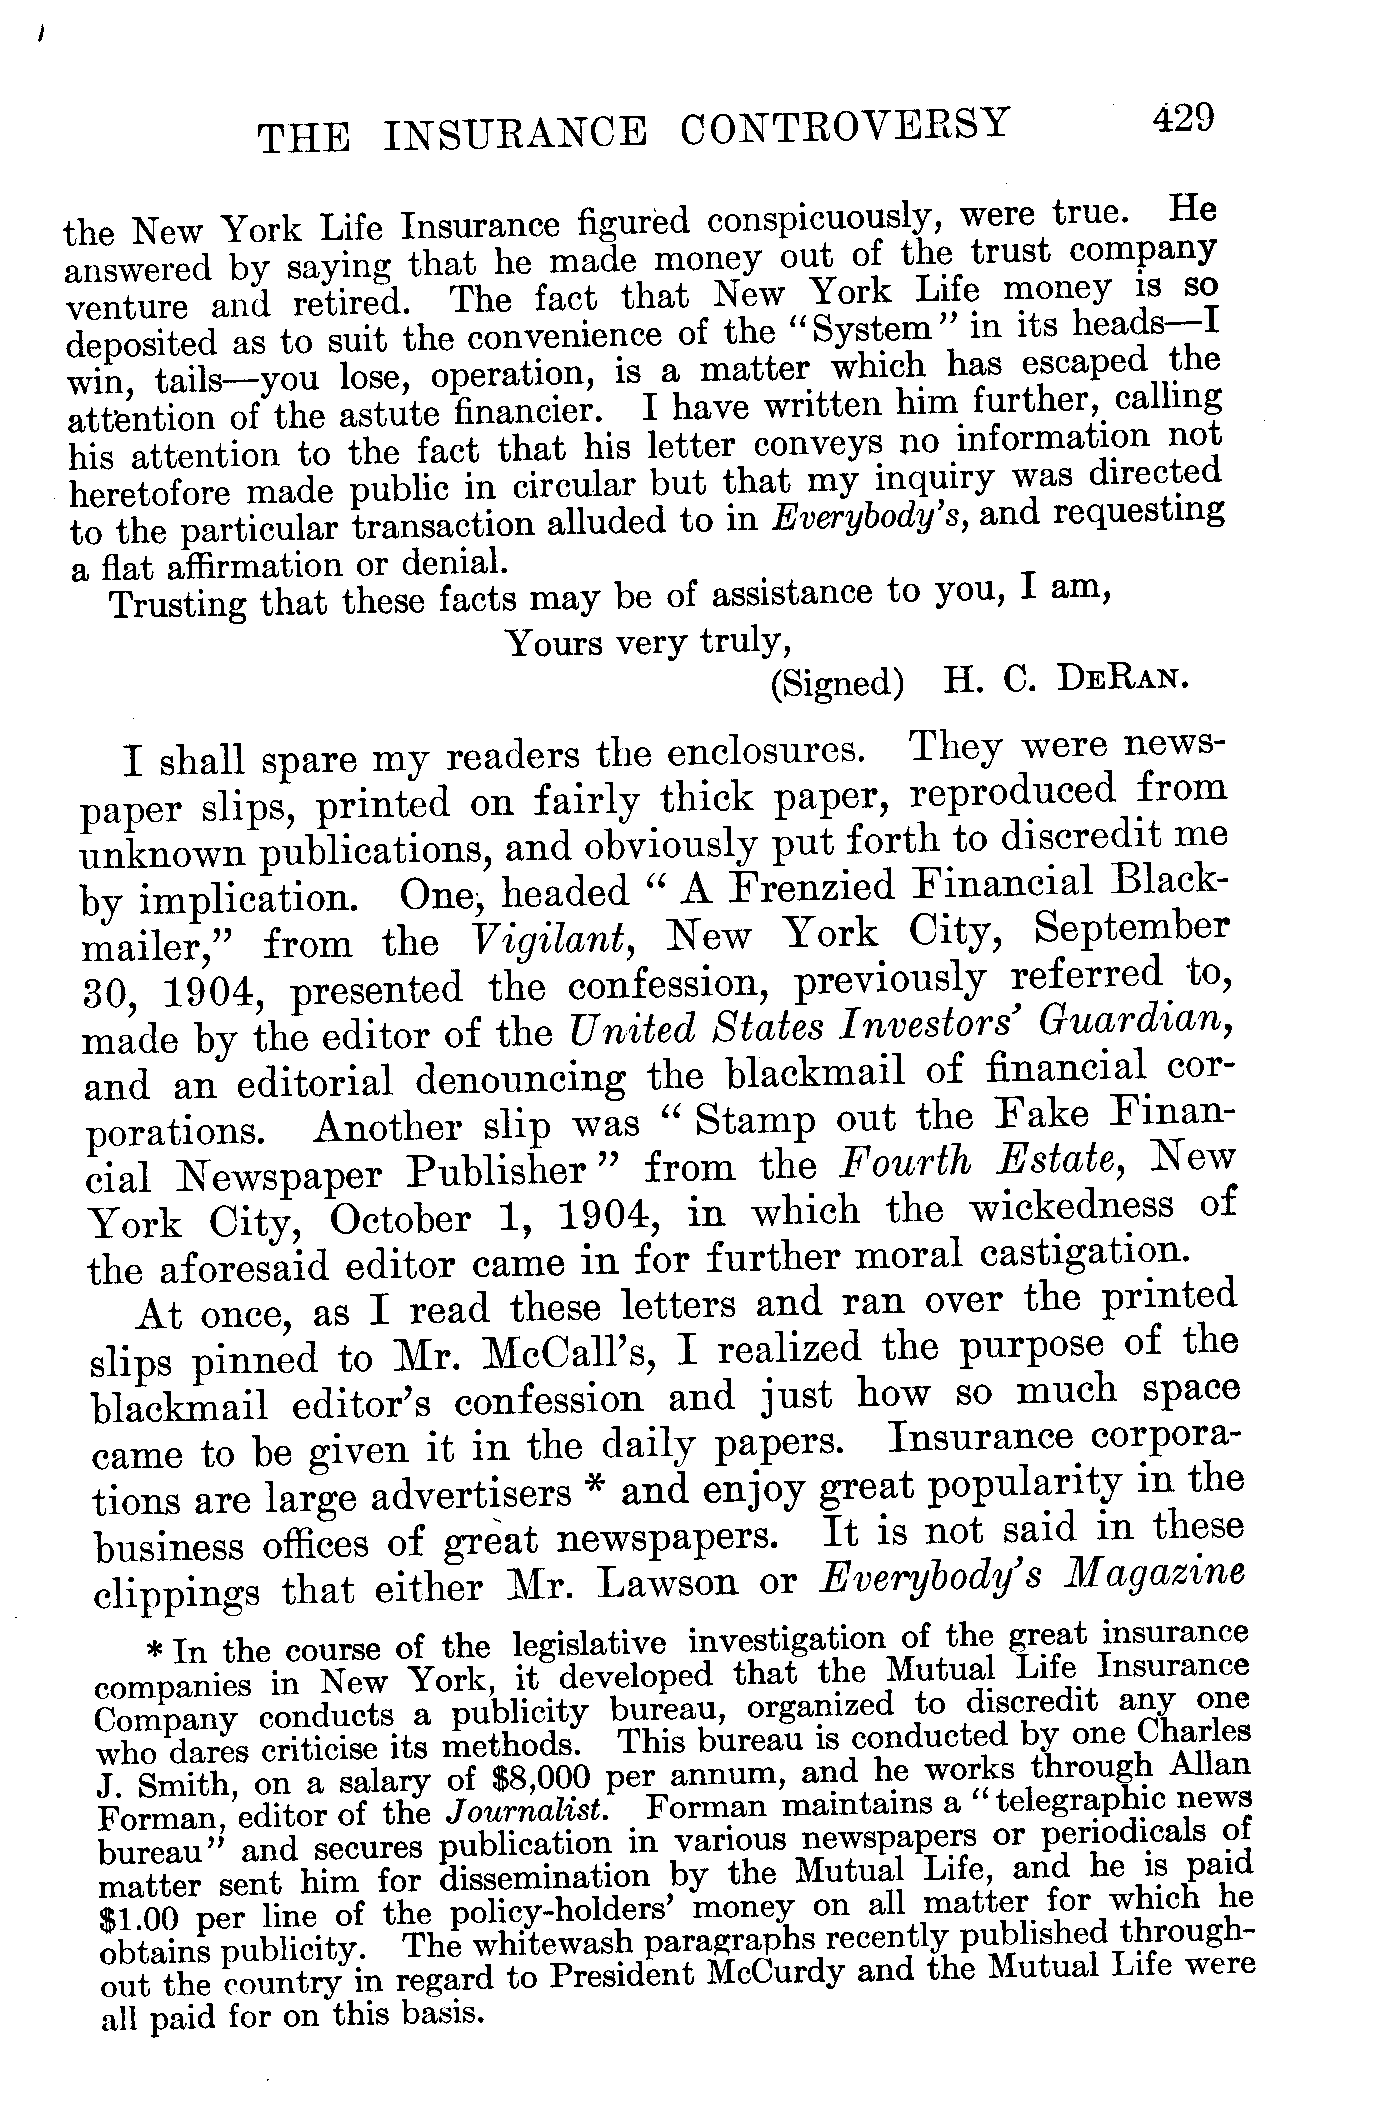 THE INSURANCE CONTROVERSY 429
the New York Life Insurance figured conspicuously, were true. He
answered by saying that he made money out of the trust company
venture and retired. The fact that New York Life money is so
deposited as to suit the convenience of the "System" in its heads—I
win, tails—you lose, operation, is a matter which has escaped the
attention of the astute financier. I have written him further, calling
his attention to the fact that his letter conveys no information not
heretofore made public in circular but that my inquiry was directed
to the particular transaction alluded to in Everybody's, and requesting
a flat affirmation or denial.
Trusting that these facts may be of assistance to you, I am,
Yours very truly,
(Signed) H. C. DeRan.
I shall spare my readers the enclosures. They were news-
paper slips, printed on fairly thick paper, reproduced from
unknown publications, and obviously put forth to discredit me
by implication. One, headed "A Frenzied Financial Black-
mailer," from the Vigilant, New York City, September
30, 1904, presented the confession, previously referred to,
made by the editor of the United States Investors' Guardian,
and an editorial denouncing the blackmail of financial cor-
porations. Another slip was "Stamp out the Fake Finan-
cial Newspaper Publisher" from the Fourth Estate, New
York City, October 1, 1904, in which the wickedness of
the aforesaid editor came in for further moral castigation.
At once, as I read these letters and ran over the printed
slips pinned to Mr. McCall's, I realized the purpose of the
blackmail editor's confession and just how so much space
came to be given it in the daily papers. Insurance corpora-
tions are large advertisers * and enjoy great popularity in the
business offices of great newspapers. It is not said in these
clippings that either Mr. Lawson or Everybody's Magazine
* In the course of the legislative investigation of the great insurance
companies in New York, it developed that the Mutual Life Insurance
Company conducts a publicity bureau, organized to discredit any one
who dares criticise its methods. This bureau is conducted by one Charles
J. Smith, on a salary of $8,000 per annum, and he works through Allan
Forman, editor of the Journalist. Forman maintains a "telegraphic news
bureau" and secures publication in various newspapers or periodicals of
matter sent him for dissemination by the Mutual Life, and he is paid
$1.00 per line of the policy-holders' money on all matter for which he
obtains publicity. The whitewash paragraphs recently published through-
out the country in regard to President McCurdy and the Mutual Life were
all paid for on this basis.